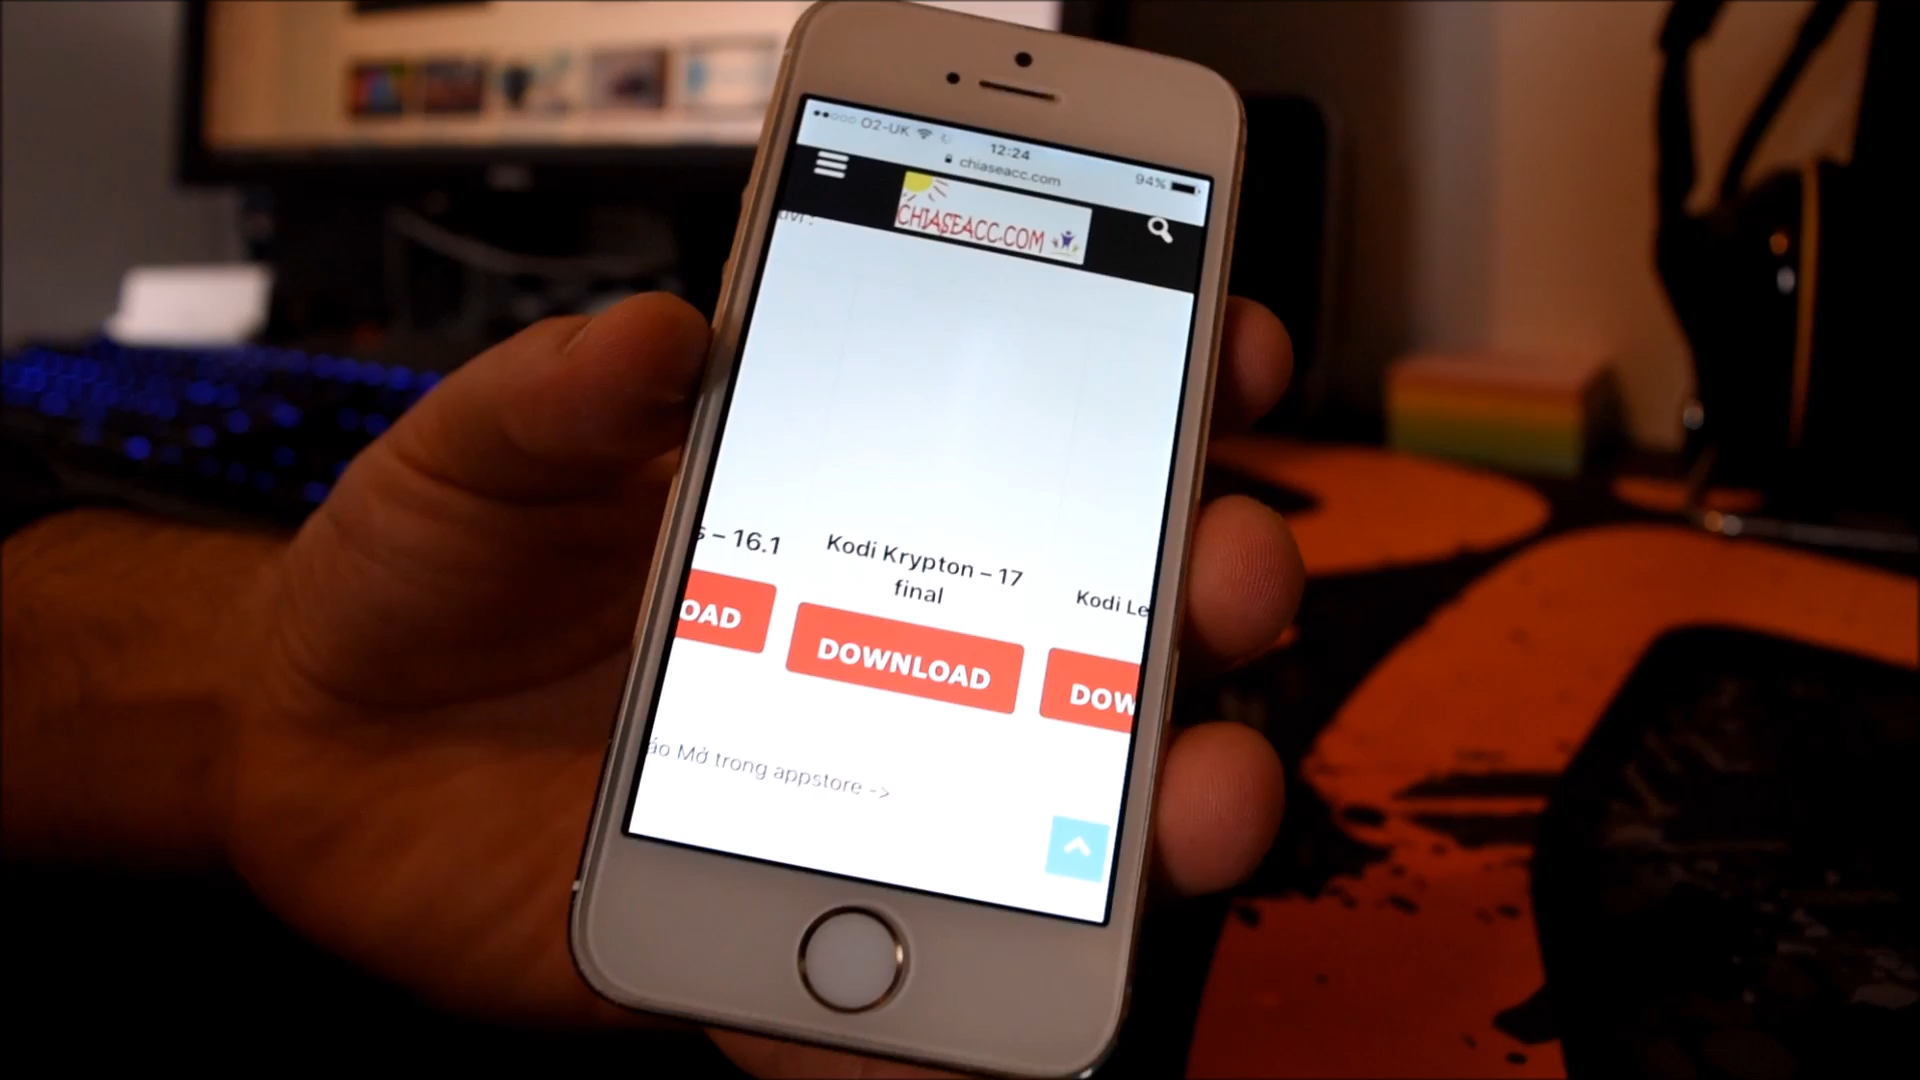 O2-UK
12:24
94%
chiaseacc.com
CHIASEACC.COM
– 16.1
Kodi Krypton – 17
final
Kodi Le
OAD
DOWNLOAD
DOW
áo Mở trong appstore ->